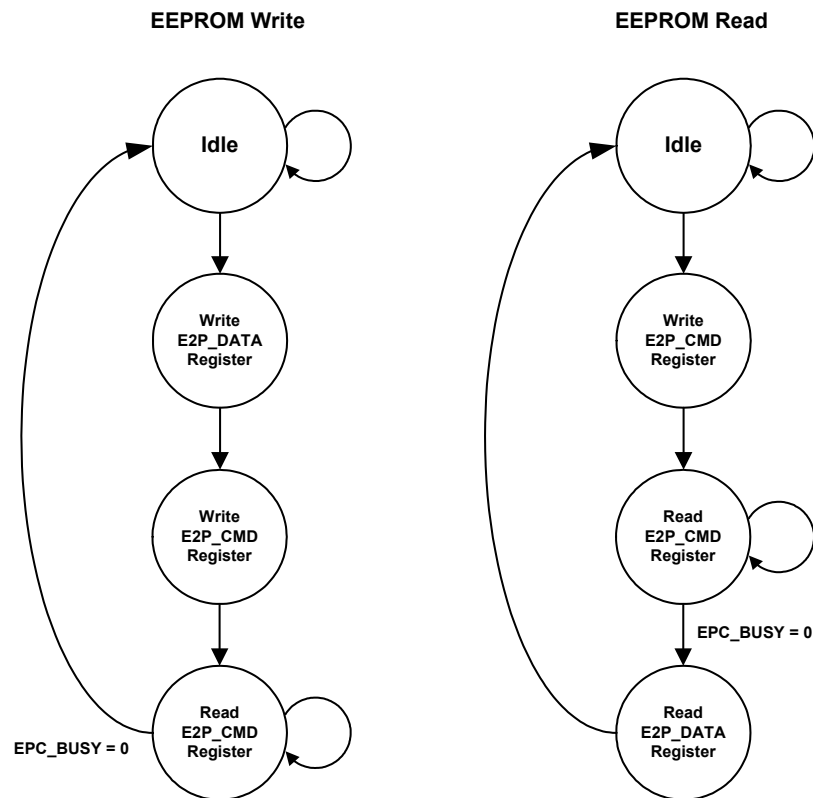 EEPROM Write
Idle
Write
E2P_DATA
Register
Write
E2P_CMD
Register
Read
E2P_CMD
Register
EPC_BUSY = 0
EEPROM Read
Idle
Write
E2P_CMD
Register
Read
E2P_CMD
Register
EPC_BUSY = 0
Read
E2P_DATA
Register